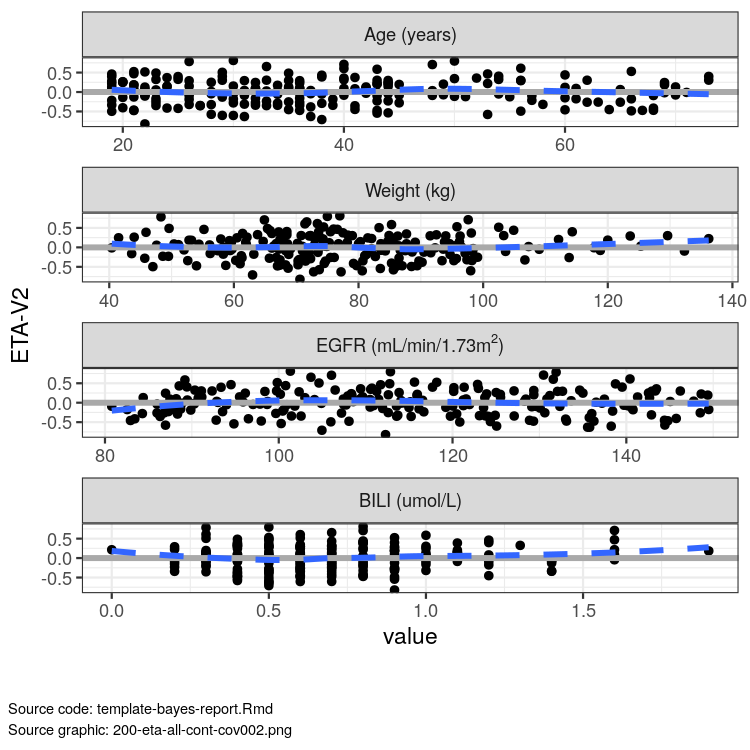 Age (years)
0.5
0.0
-0.5
20 40 60
Weight (kg)
0.5
0.0
-0.5
40 60 80 100 120 140
ETA-V2
EGFR (mL/min/1.73m²)
0.5
0.0
-0.5
80 100 120 140
BILI (umol/L)
0.5
0.0
-0.5
0.0 0.5 1.0 1.5
value
Source code: template-bayes-report.Rmd
Source graphic: 200-eta-all-cont-cov002.png